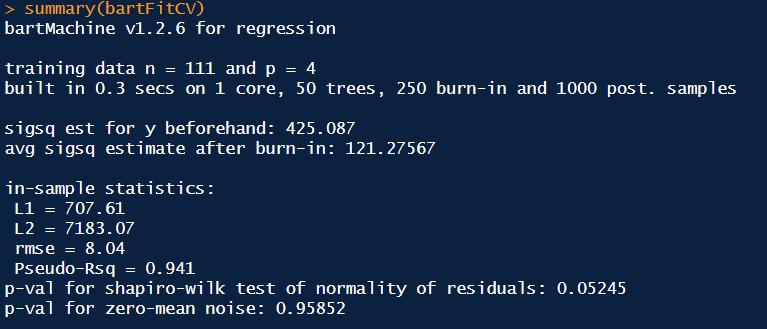 > summary(bartFitCV)
bartMachine v1.2.6 for regression
training data n = 111 and p = 4
built in 0.3 secs on 1 core, 50 trees, 250 burn-in and 1000 post. samples
sigsq est for y beforehand: 425.087
avg sigsq estimate after burn-in: 121.27567
in-sample statistics:
L1 = 707.61
L2 = 7183.07
rmse = 8.04
Pseudo-Rsq = 0.941
p-val for shapiro-wilk test of normality of residuals: 0.05245
p-val for zero-mean noise: 0.95852